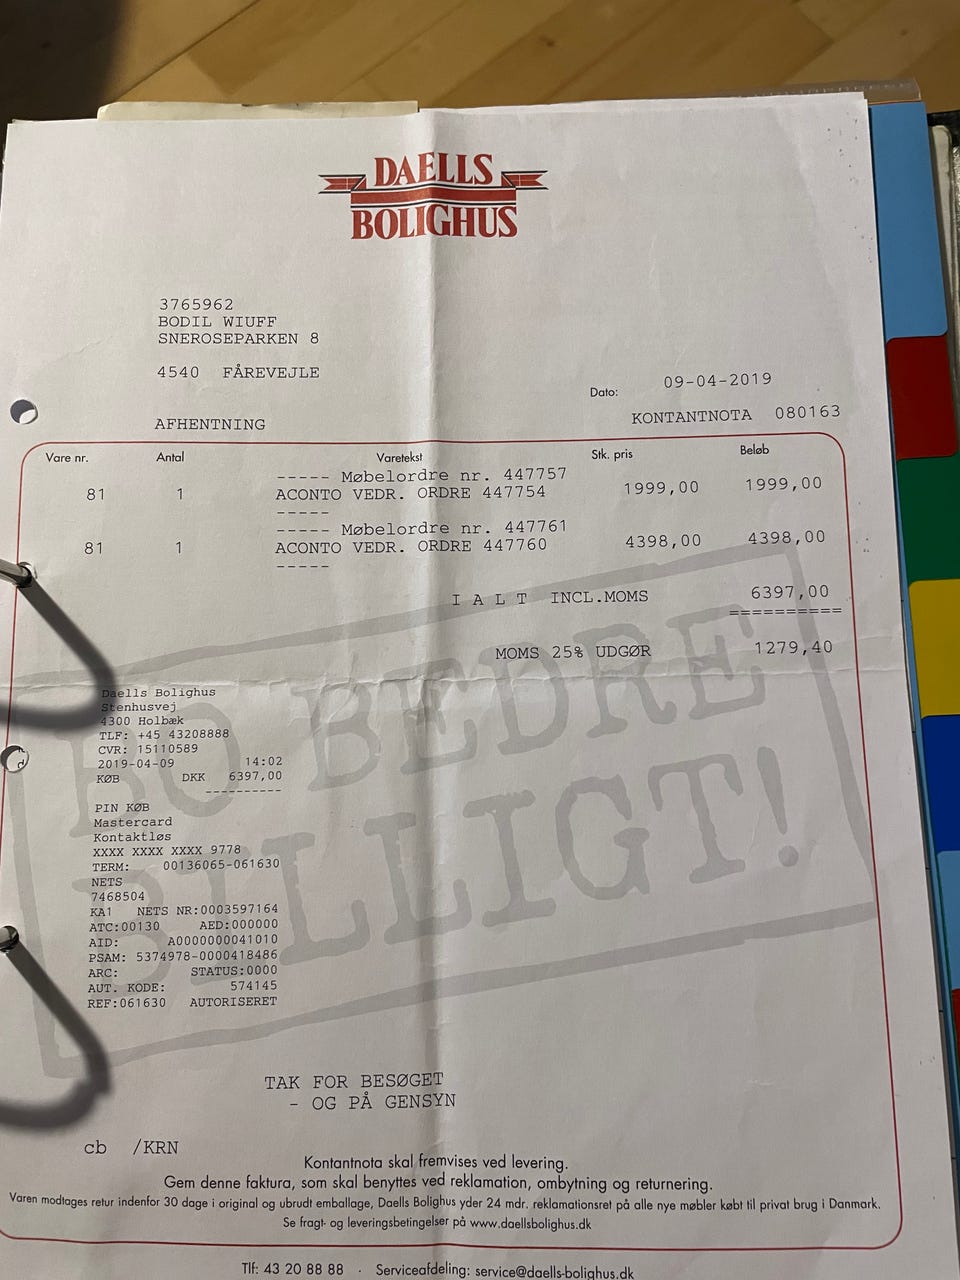 DAELLS
BOLIGHUS
3765962
BODIL WIUFF
SNEROSEPARKEN 8
4540 FÅREVEJLE
Dato: 09-04-2019
AFHENTNING
KONTANTNOTA 080163
Vare nr. Antal Varetekst Stk. pris Beløb
----- Møbelordre nr. 447757
81 1 ACONTO VEDR. ORDRE 447754 1999,00 1999,00
-----
----- Møbelordre nr. 447761
81 1 ACONTO VEDR. ORDRE 447760 4398,00 4398,00
-----
I A L T INCL.MOMS 6397,00
==========
MOMS 25% UDGØR 1279,40
BO BEDRE
BILLIGT!
Daells Bolighus
Stenhusvej
4300 Holbæk
TLF: +45 43208888
CVR: 15110589
2019-04-09 14:02
KØB DKK 6397,00
----------
PIN KØB
Mastercard
Kontaktløs
XXXX XXXX XXXX 9778
TERM: 00136065-061630
NETS
7468504
KA1 NETS NR:0003597164
ATC:00130 AED:000000
AID: A0000000041010
PSAM: 5374978-0000418486
ARC: STATUS:0000
AUT. KODE: 574145
REF:061630 AUTORISERET
TAK FOR BESØGET
- OG PÅ GENSYN
cb /KRN
Kontantnota skal fremvises ved levering.
Gem denne faktura, som skal benyttes ved reklamation, ombytning og returnering.
Varen modtages retur indenfor 30 dage i original og ubrudt emballage, Daells Bolighus yder 24 mdr. reklamationsret på alle nye møbler købt til privat brug i Danmark.
Se fragt- og leveringsbetingelser på www.daellsbolighus.dk
Tlf: 43 20 88 88 · Serviceafdeling: service@daells-bolighus.dk